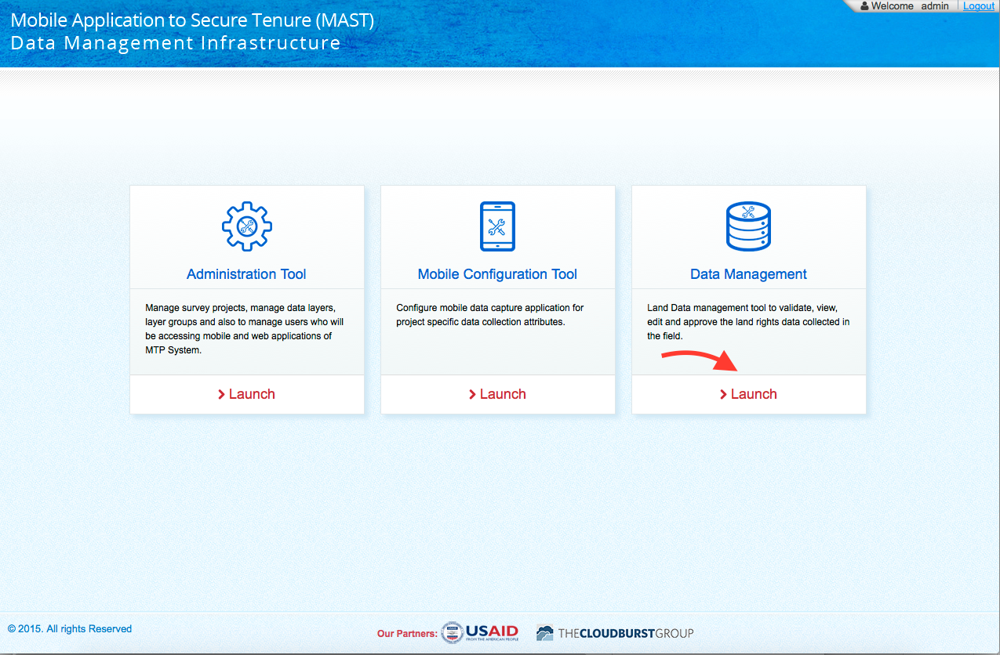 Mobile Application to Secure Tenure (MAST)
Data Management Infrastructure
Welcome admin Logout
Administration Tool
Manage survey projects, manage data layers,
layer groups and also to manage users who will
be accessing mobile and web applications of
MTP System.
Launch
Mobile Configuration Tool
Configure mobile data capture application for
project specific data collection attributes.
Launch
Data Management
Land Data management tool to validate, view,
edit and approve the land rights data collected in
the field.
Launch
© 2015. All rights Reserved
Our Partners:
USAID
FROM THE AMERICAN PEOPLE
THECLOUDBURSTGROUP